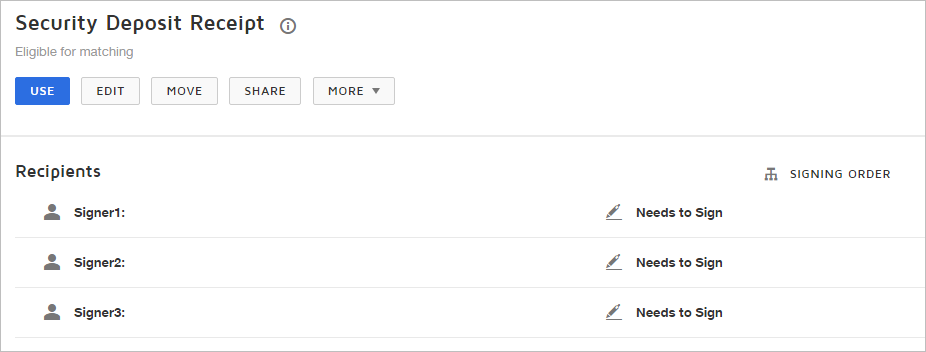 Security Deposit Receipt
Eligible for matching
USE EDIT MOVE SHARE MORE
Recipients SIGNING ORDER
Signer1: Needs to Sign
Signer2: Needs to Sign
Signer3: Needs to Sign